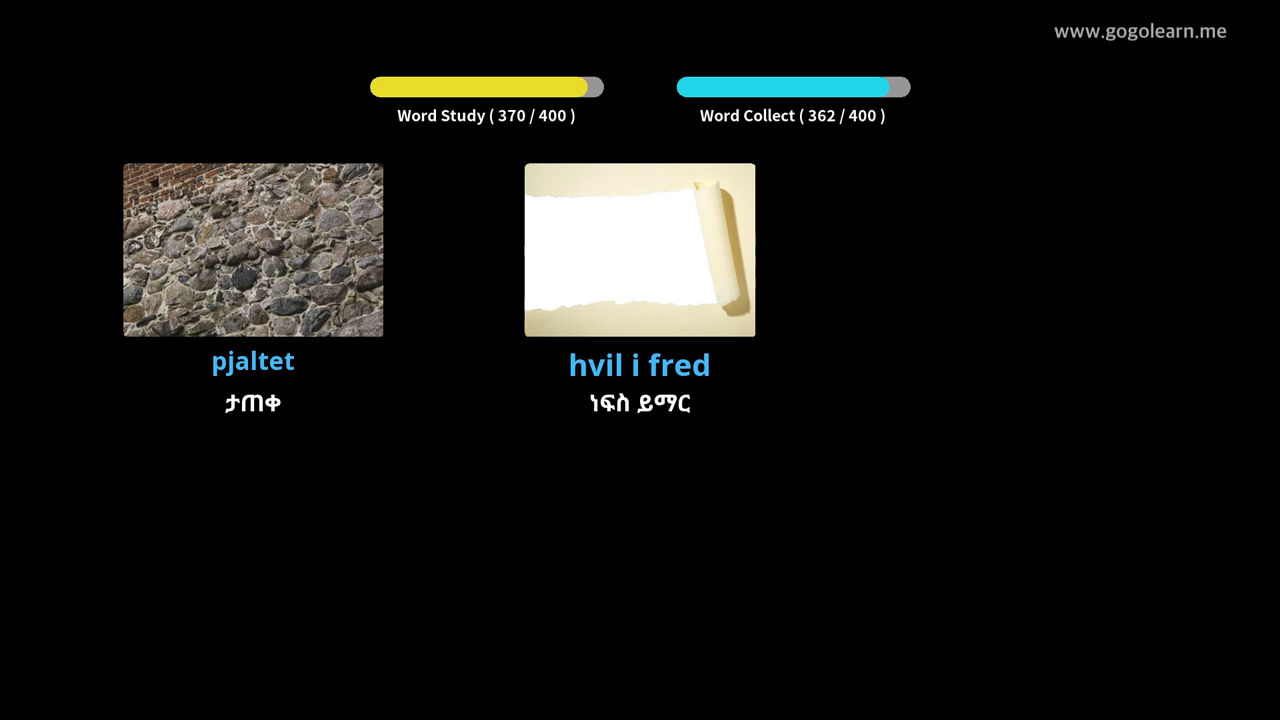 www.gogolearn.me
Word Study ( 370 / 400 )
Word Collect ( 362 / 400 )
pjaltet
ታጠቀ
hvil i fred
ነፍስ ይማር